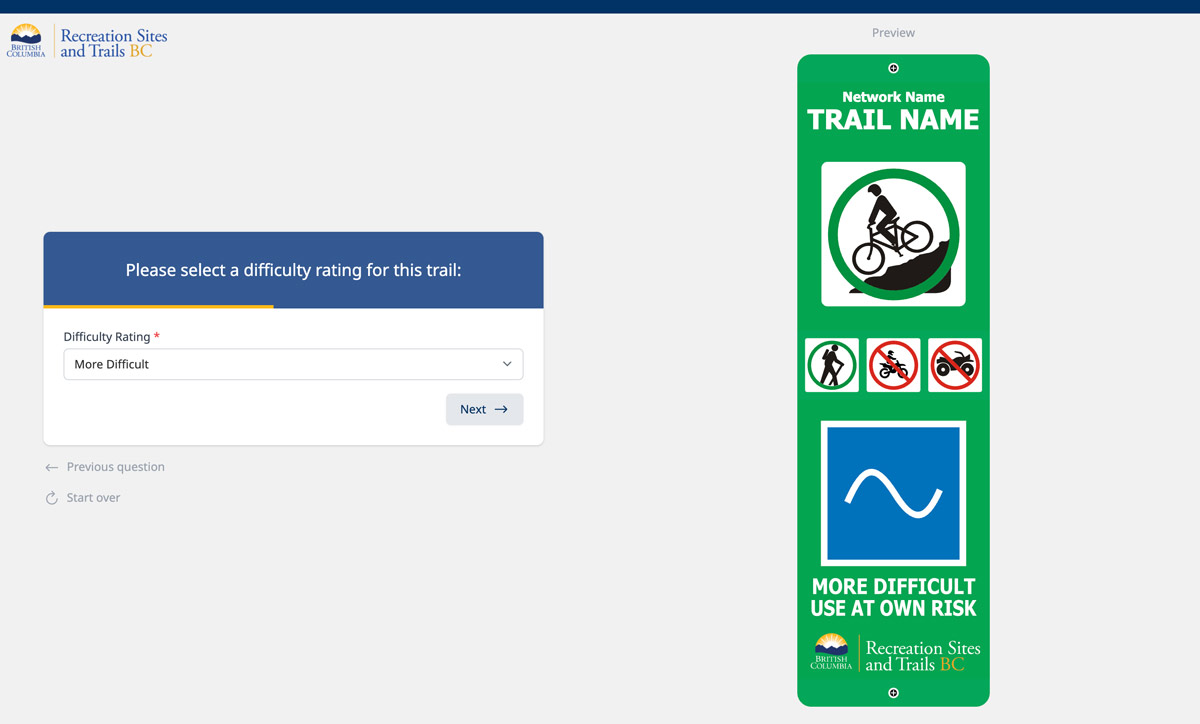 BRITISH
COLUMBIA
Recreation Sites
and Trails BC
Preview
Network Name
TRAIL NAME
Please select a difficulty rating for this trail:
Difficulty Rating *
More Difficult
Next
Previous question
Start over
MORE DIFFICULT
USE AT OWN RISK
BRITISH
COLUMBIA
Recreation Sites
and Trails BC